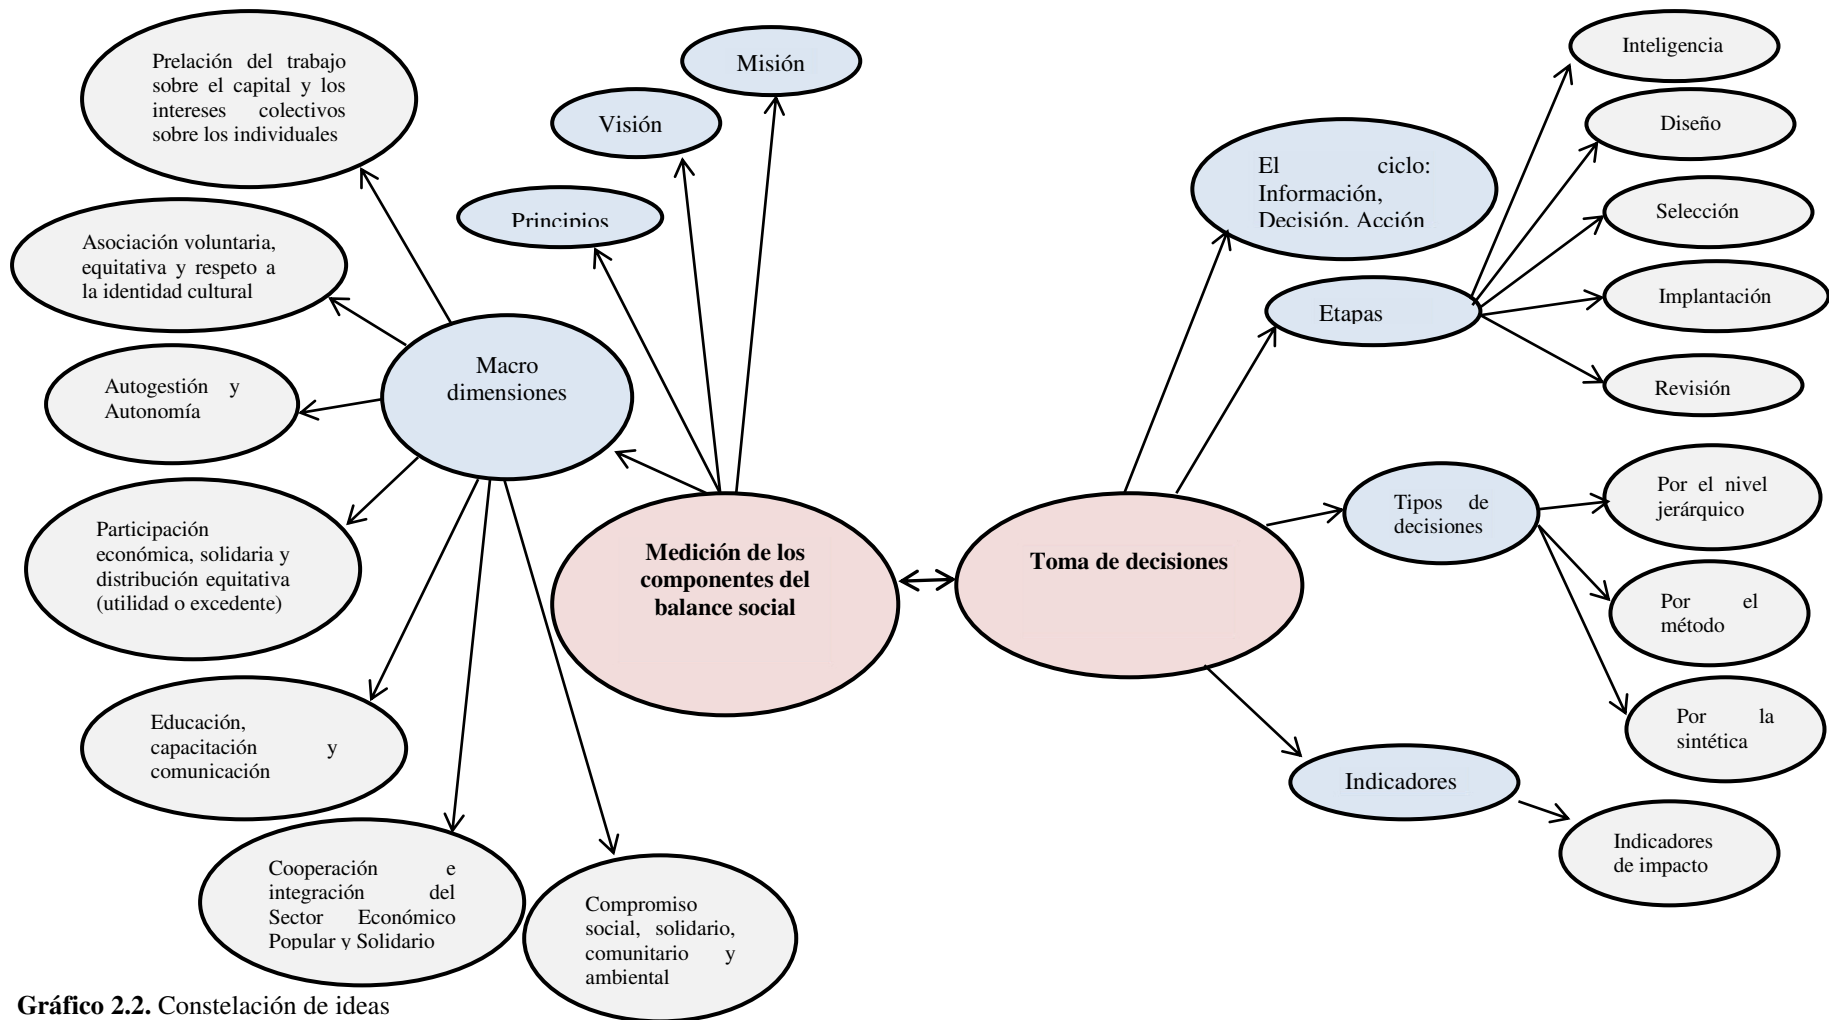 Prelación del trabajo
sobre el capital y los
intereses colectivos
sobre los individuales
Asociación voluntaria,
equitativa y respeto a
la identidad cultural
Autogestión y
Autonomía
Participación
económica, solidaria y
distribución equitativa
(utilidad o excedente)
Educación,
capacitación y
comunicación
Cooperación e
integración del
Sector Económico
Popular y Solidario
Compromiso
social, solidario,
comunitario y
ambiental
Macro
dimensiones
Principios
Visión
Misión
Medición de los
componentes del
balance social
Toma de decisiones
El ciclo:
Información,
Decisión, Acción
Etapas
Inteligencia
Diseño
Selección
Implantación
Revisión
Tipos de
decisiones
Por el nivel
jerárquico
Por el
método
Por la
sintética
Indicadores
Indicadores
de impacto
Gráfico 2.2. Constelación de ideas